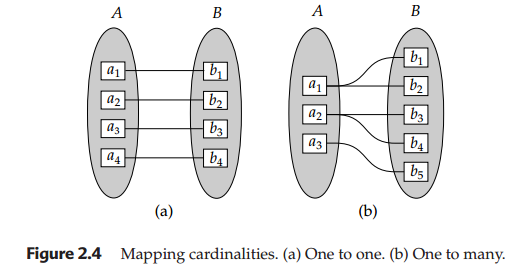 A B A B
a1 b1 a1 b1
a2 b2 a2 b2
a3 b3 a3 b3
a4 b4 b4
b5
(a) (b)
Figure 2.4 Mapping cardinalities. (a) One to one. (b) One to many.